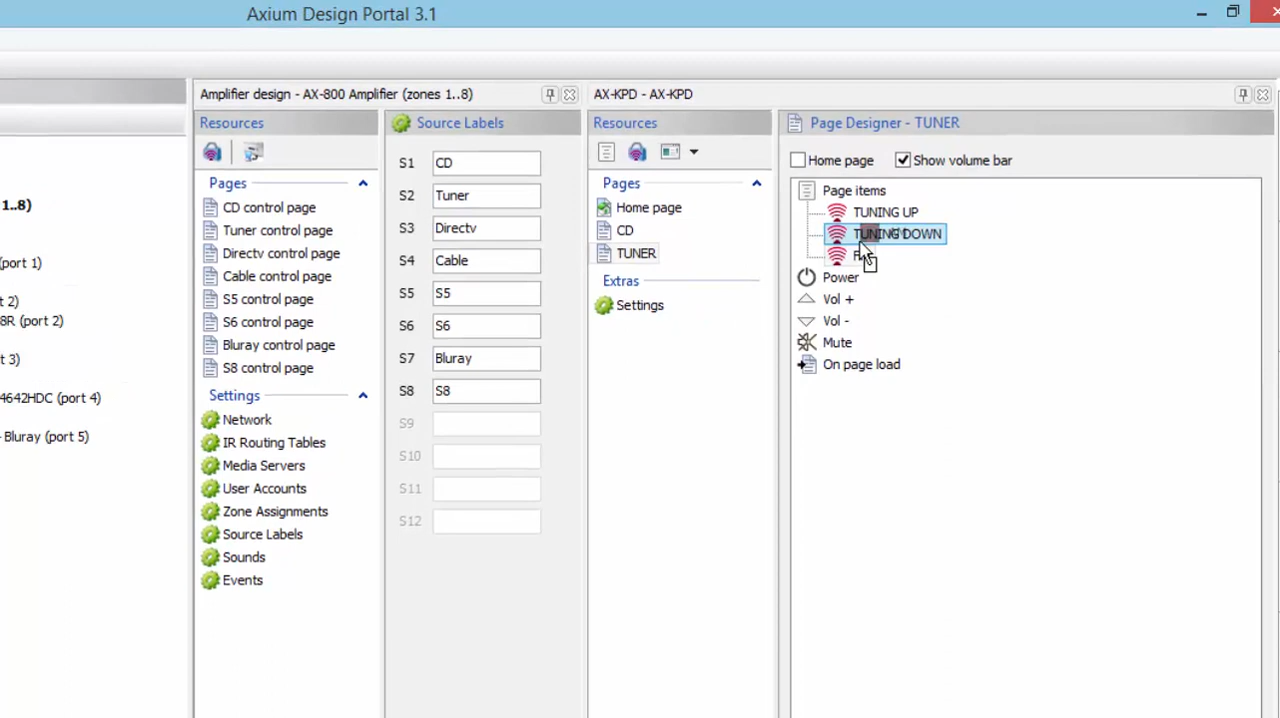 Axium Design Portal 3.1
1..8)
(port 1)
t 2)
8R (port 2)
t 3)
4642HDC (port 4)
- Bluray (port 5)
Amplifier design - AX-800 Amplifier (zones 1..8)
Resources
Pages
CD control page
Tuner control page
Directv control page
Cable control page
S5 control page
S6 control page
Bluray control page
S8 control page
Settings
Network
IR Routing Tables
Media Servers
User Accounts
Zone Assignments
Source Labels
Sounds
Events
Source Labels
S1 CD
S2 Tuner
S3 Directv
S4 Cable
S5 S5
S6 S6
S7 Bluray
S8 S8
S9
S10
S11
S12
AX-KPD - AX-KPD
Resources
Pages
Home page
CD
TUNER
Extras
Settings
Page Designer - TUNER
Home page Show volume bar
Page items
TUNING UP
TUNING DOWN
Power
Vol +
Vol -
Mute
On page load